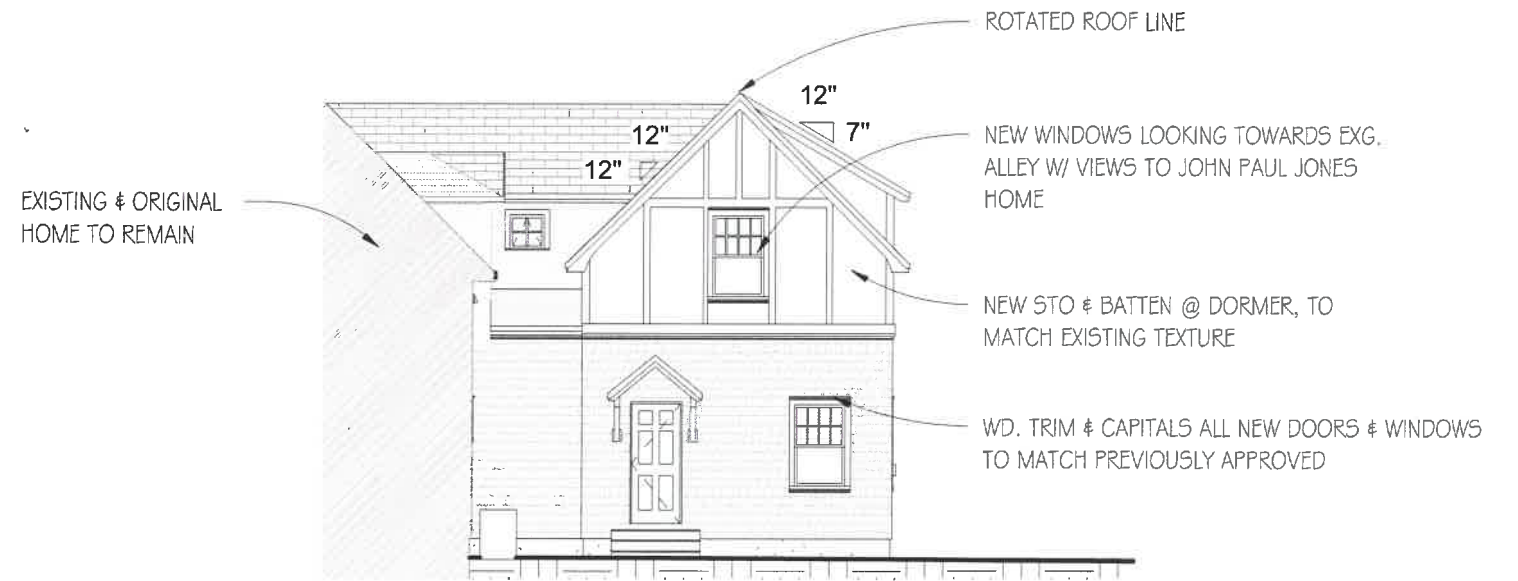 ROTATED ROOF LINE
12"
7"
12"
12"
NEW WINDOWS LOOKING TOWARDS EXG.
ALLEY W/ VIEWS TO JOHN PAUL JONES
HOME
EXISTING & ORIGINAL
HOME TO REMAIN
NEW STO & BATTEN @ DORMER, TO
MATCH EXISTING TEXTURE
WD. TRIM & CAPITALS ALL NEW DOORS & WINDOWS
TO MATCH PREVIOUSLY APPROVED